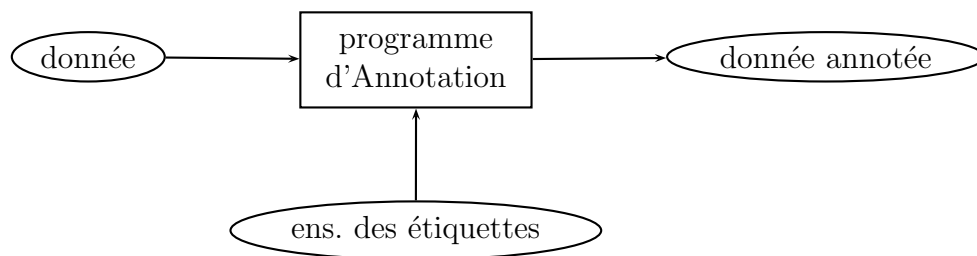 donnée
programme
d'Annotation
donnée annotée
ens. des étiquettes